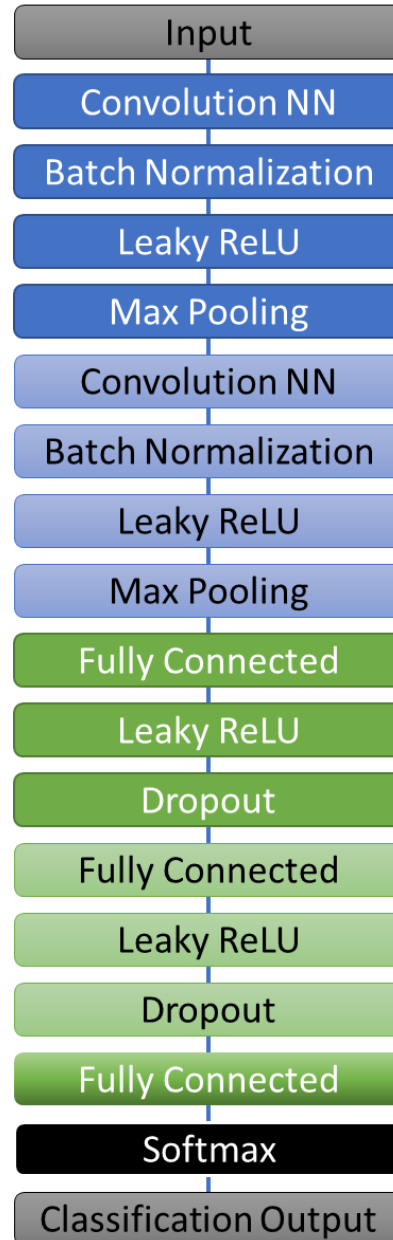 Input
Convolution NN
Batch Normalization
Leaky ReLU
Max Pooling
Convolution NN
Batch Normalization
Leaky ReLU
Max Pooling
Fully Connected
Leaky ReLU
Dropout
Fully Connected
Leaky ReLU
Dropout
Fully Connected
Softmax
Classification Output